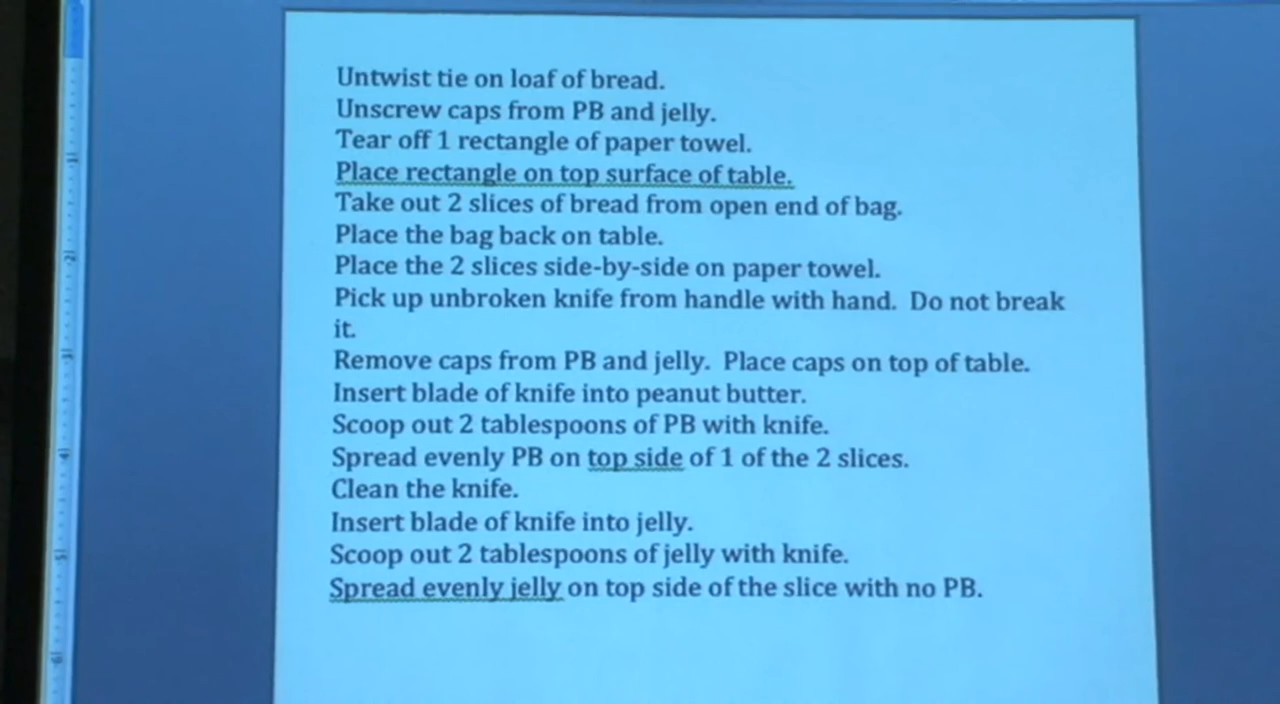 Untwist tie on loaf of bread.
Unscrew caps from PB and jelly.
Tear off 1 rectangle of paper towel.
Place rectangle on top surface of table.
Take out 2 slices of bread from open end of bag.
Place the bag back on table.
Place the 2 slices side-by-side on paper towel.
Pick up unbroken knife from handle with hand.  Do not break
it.
Remove caps from PB and jelly.  Place caps on top of table.
Insert blade of knife into peanut butter.
Scoop out 2 tablespoons of PB with knife.
Spread evenly PB on top side of 1 of the 2 slices.
Clean the knife.
Insert blade of knife into jelly.
Scoop out 2 tablespoons of jelly with knife.
Spread evenly jelly on top side of the slice with no PB.